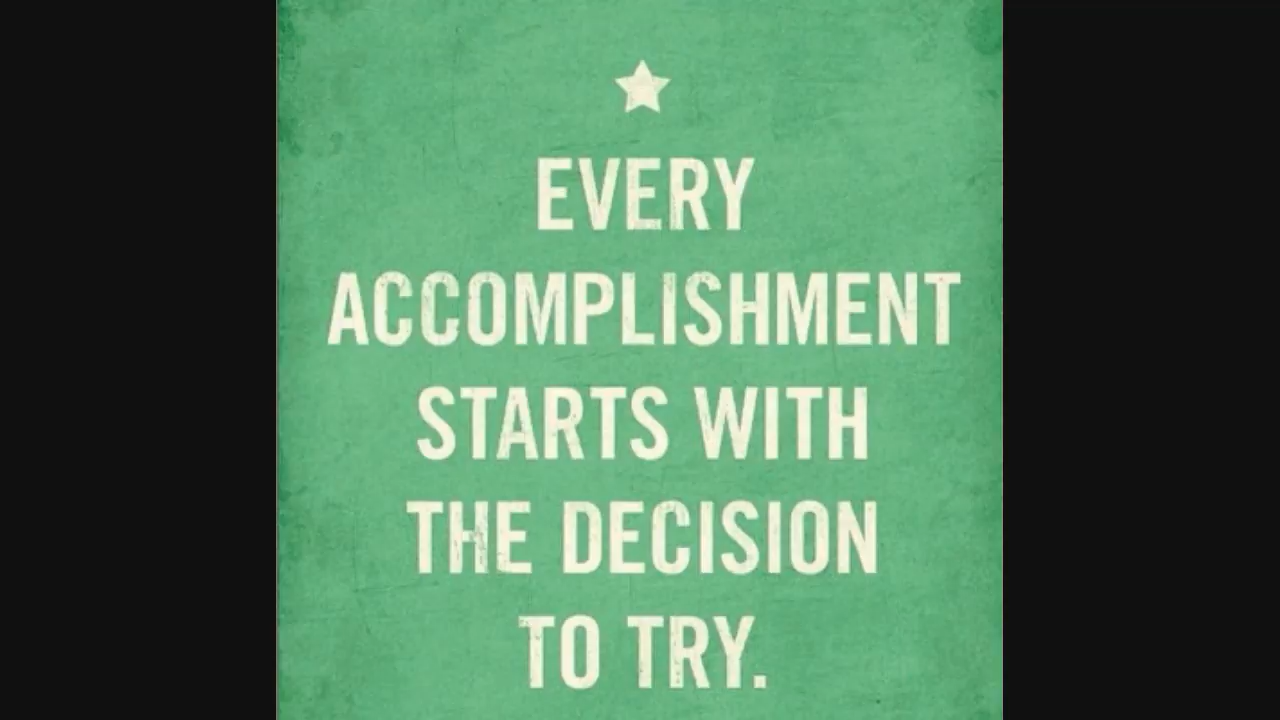 EVERY
ACCOMPLISHMENT
STARTS WITH
THE DECISION
TO TRY.